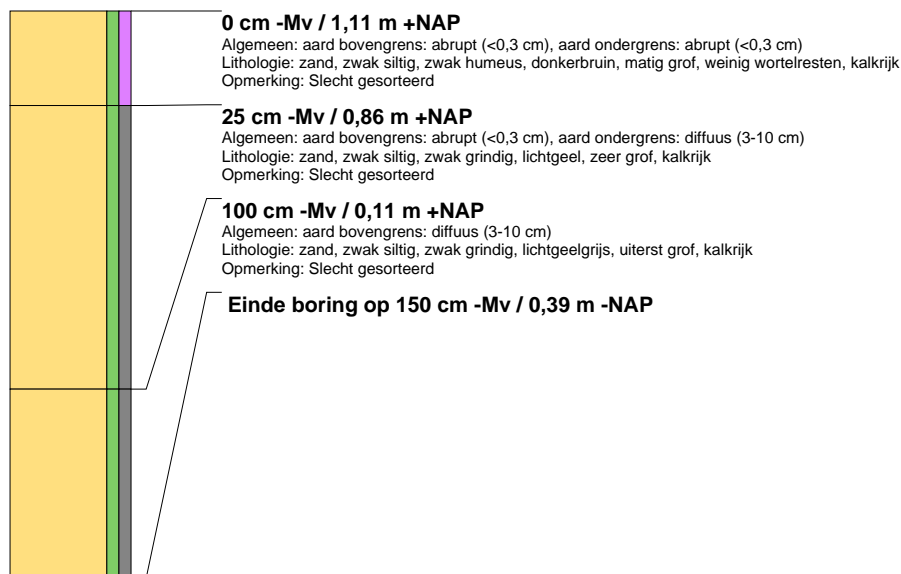 0 cm -Mv / 1,11 m +NAP
Algemeen: aard bovengrens: abrupt (<0,3 cm), aard ondergrens: abrupt (<0,3 cm)
Lithologie: zand, zwak siltig, zwak humeus, donkerbruin, matig grof, weinig wortelresten, kalkrijk
Opmerking: Slecht gesorteerd
25 cm -Mv / 0,86 m +NAP
Algemeen: aard bovengrens: abrupt (<0,3 cm), aard ondergrens: diffuus (3-10 cm)
Lithologie: zand, zwak siltig, zwak grindig, lichtgeel, zeer grof, kalkrijk
Opmerking: Slecht gesorteerd
100 cm -Mv / 0,11 m +NAP
Algemeen: aard bovengrens: diffuus (3-10 cm)
Lithologie: zand, zwak siltig, zwak grindig, lichtgeelgrijs, uiterst grof, kalkrijk
Opmerking: Slecht gesorteerd
Einde boring op 150 cm -Mv / 0,39 m -NAP